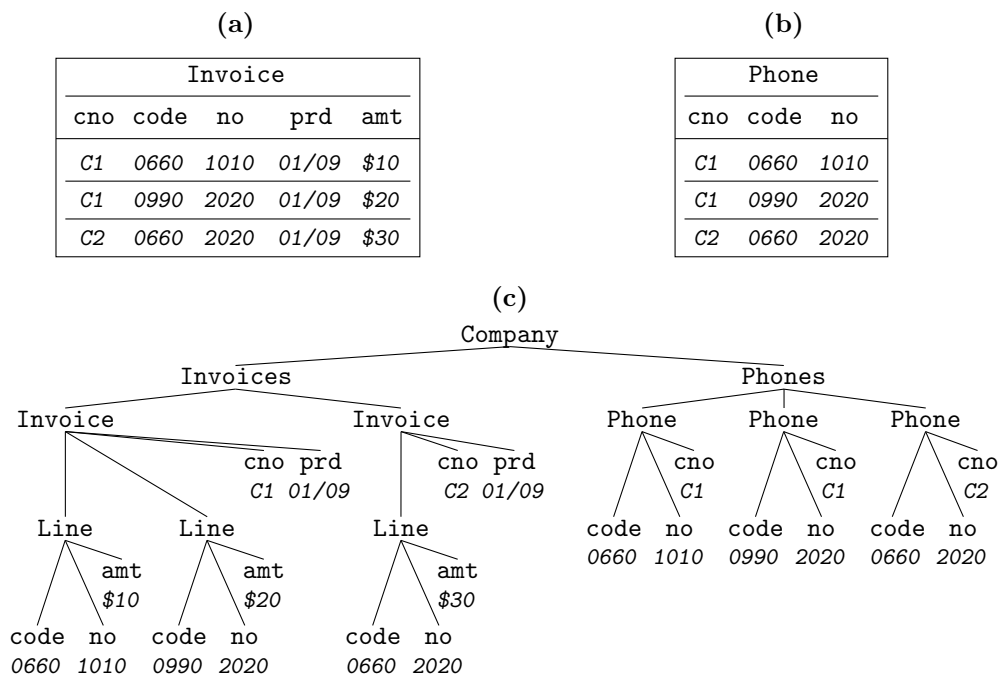 (a) (b)
Invoice Phone
cno code no prd amt cno code no
C1 0660 1010 01/09 $10 C1 0660 1010
C1 0990 2020 01/09 $20 C1 0990 2020
C2 0660 2020 01/09 $30 C2 0660 2020
(c)
Company
Invoices Phones
Invoice Invoice Phone Phone Phone
cno prd cno prd cno cno cno
C1 01/09 C2 01/09 C1 C1 C2
Line Line Line code no code no code no
0660 1010 0990 2020 0660 2020
amt amt amt
$10 $20 $30
code no code no code no
0660 1010 0990 2020 0660 2020